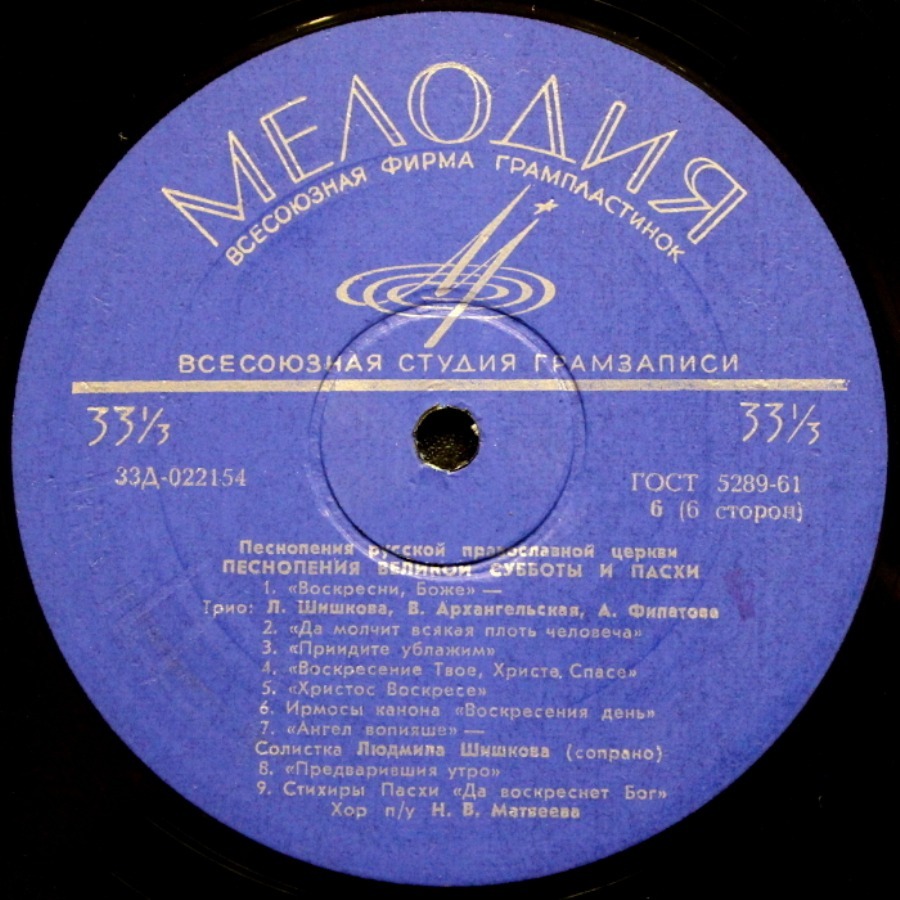 МЕЛОДИЯ
ВСЕСОЮЗНАЯ ФИРМА ГРАМПЛАСТИНОК
ВСЕСОЮЗНАЯ СТУДИЯ ГРАМЗАПИСИ
33⅓ 33⅓
33Д-022154 ГОСТ 5289-61
6 (6 сторон)
Песнопения русской православной церкви
ПЕСНОПЕНИЯ ВЕЛИКОЙ СУББОТЫ И ПАСХИ
1. «Воскресни, Боже» —
Трио: Л. Шишкова, В. Архангельская, А. Филатова
2. «Да молчит всякая плоть человеча»
3. «Приидите ублажим»
4. «Воскресение Твое, Христе, Спасе»
5. «Христос Воскресе»
6. Ирмосы канона «Воскресения день»
7. «Ангел вопияше» —
Солистка Людмила Шишкова (сопрано)
8. «Предваривщия утро»
9. Стихиры Пасхи «Да воскреснет Бог»
Хор п/у Н. В. Матвеева